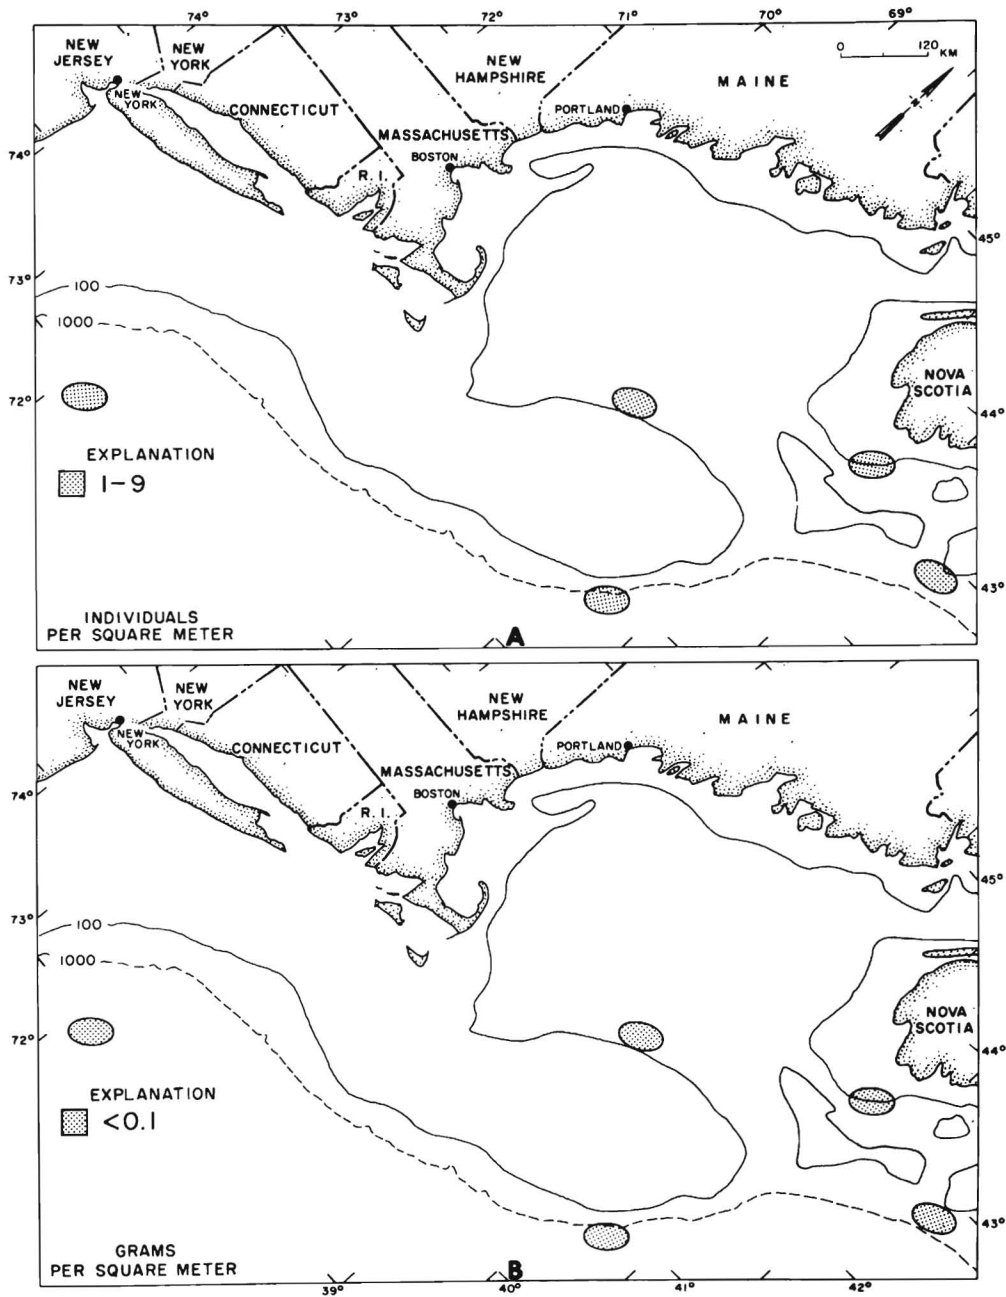 74° 73° 72° 71° 70° 69°
NEW
JERSEY
NEW
YORK
NEW
YORK
CONNECTICUT
R. I.
MASSACHUSETTS
BOSTON
NEW
HAMPSHIRE
PORTLAND
MAINE
0 120 KM
74°
73°
72°
45°
44°
43°
100
1000
NOVA
SCOTIA
EXPLANATION
1–9
INDIVIDUALS
PER SQUARE METER
A
NEW
JERSEY
NEW
YORK
NEW
YORK
CONNECTICUT
R. I.
MASSACHUSETTS
BOSTON
NEW
HAMPSHIRE
PORTLAND
MAINE
74°
73°
72°
45°
44°
43°
100
1000
NOVA
SCOTIA
EXPLANATION
<0.1
GRAMS
PER SQUARE METER
B
39° 40° 41° 42°